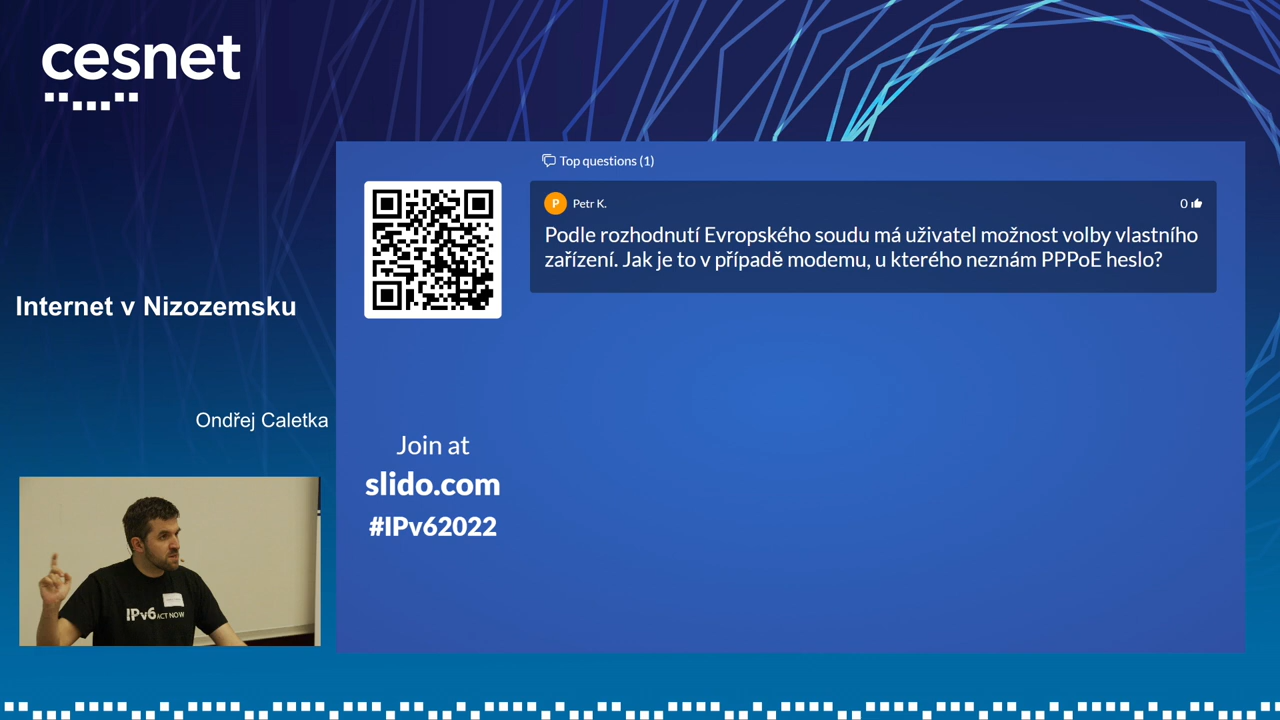 cesnet
Top questions (1)
P
Petr K.
0
Podle rozhodnutí Evropského soudu má uživatel možnost volby vlastního
zařízení. Jak je to v případě modemu, u kterého neznám PPPoE heslo?
Internet v Nizozemsku
Ondřej Caletka
Join at
slido.com
#IPv62022
IPv6 ACT NOW